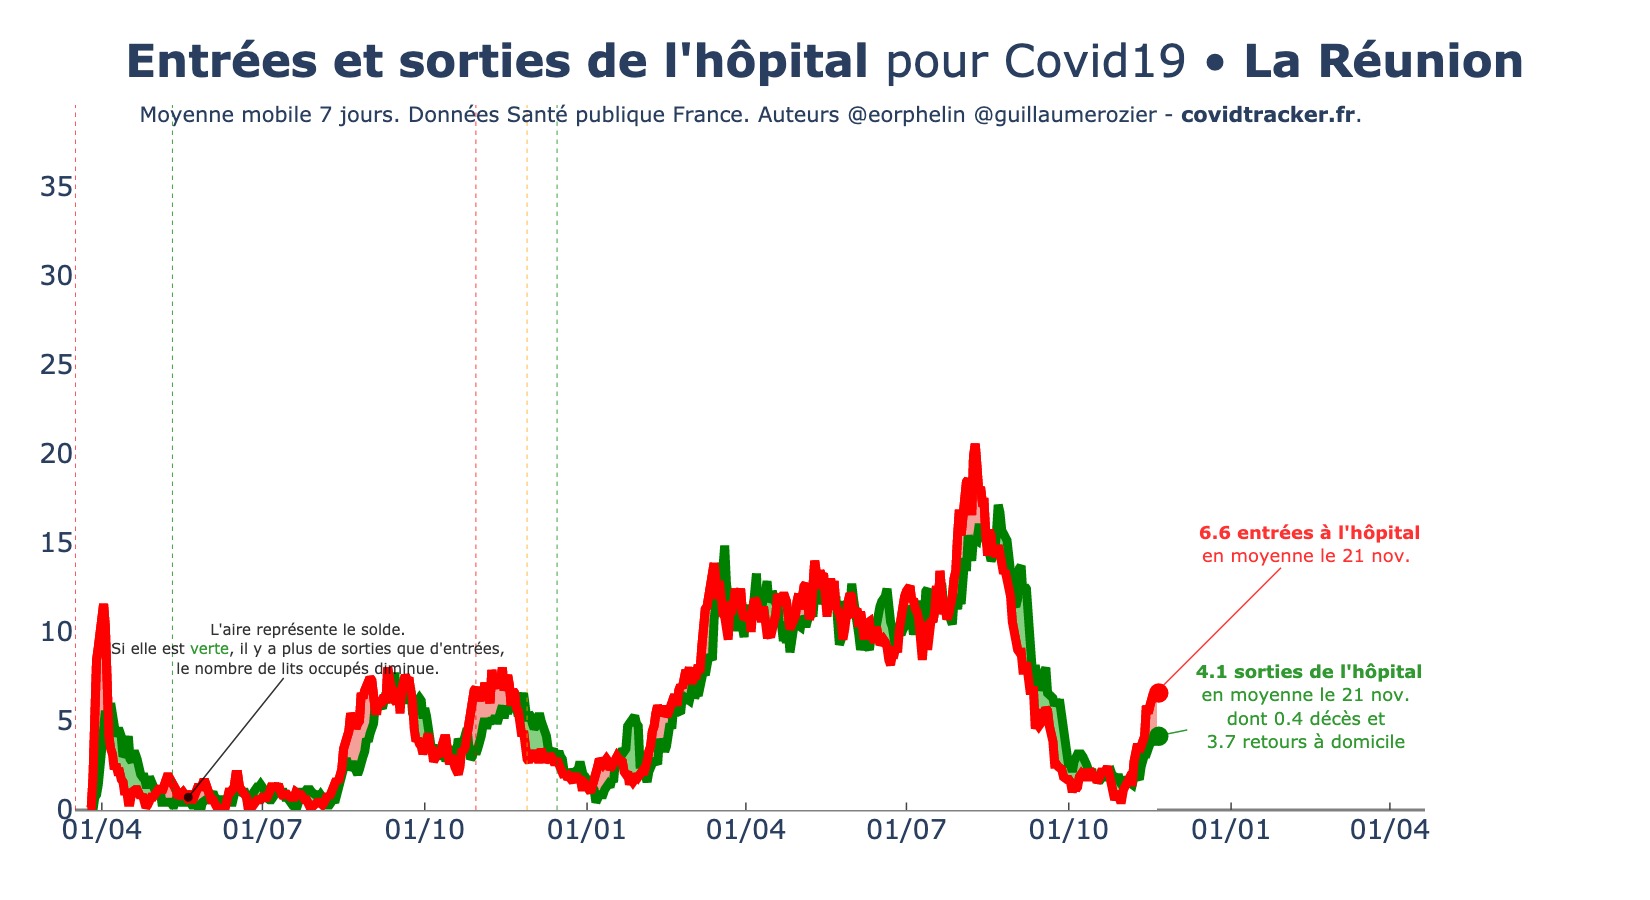 Entrées et sorties de l'hôpital pour Covid19 • La Réunion
Moyenne mobile 7 jours. Données Santé publique France. Auteurs @eorphelin @guillaumerozier - covidtracker.fr.
35
30
25
20
15
10
5
0
L'aire représente le solde.
Si elle est verte, il y a plus de sorties que d'entrées,
le nombre de lits occupés diminue.
6.6 entrées à l'hôpital
en moyenne le 21 nov.
4.1 sorties de l'hôpital
en moyenne le 21 nov.
dont 0.4 décès et
3.7 retours à domicile
01/04 01/07 01/10 01/01 01/04 01/07 01/10 01/01 01/04